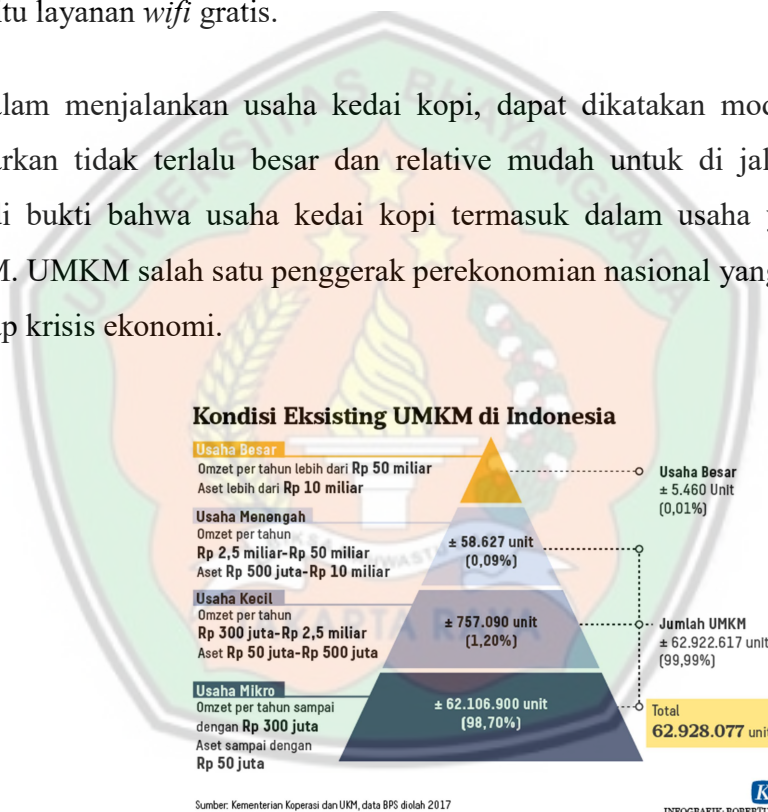 itu layanan wifi gratis.
alam menjalankan usaha kedai kopi, dapat dikatakan mod
arkan tidak terlalu besar dan relative mudah untuk di jal
di bukti bahwa usaha kedai kopi termasuk dalam usaha y
M. UMKM salah satu penggerak perekonomian nasional yang
ap krisis ekonomi.
Kondisi Eksisting UMKM di Indonesia
Usaha Besar
Omzet per tahun lebih dari Rp 50 miliar
Aset lebih dari Rp 10 miliar
Usaha Besar
± 5.460 Unit
(0,01%)
Usaha Menengah
Omzet per tahun
Rp 2,5 miliar-Rp 50 miliar
Aset Rp 500 juta-Rp 10 miliar
± 58.627 unit
(0,09%)
Usaha Kecil
Omzet per tahun
Rp 300 juta-Rp 2,5 miliar
Aset Rp 50 juta-Rp 500 juta
± 757.090 unit
(1,20%)
Jumlah UMKM
± 62.922.617 unit
(99,99%)
Usaha Mikro
Omzet per tahun sampai
dengan Rp 300 juta
Aset sampai dengan
Rp 50 juta
± 62.106.900 unit
(98,70%)
Total
62.928.077 unit
Sumber: Kementerian Koperasi dan UKM, data BPS diolah 2017
K
UNIVERSITAS BHAYANGKARA
JAKARTA RAYA